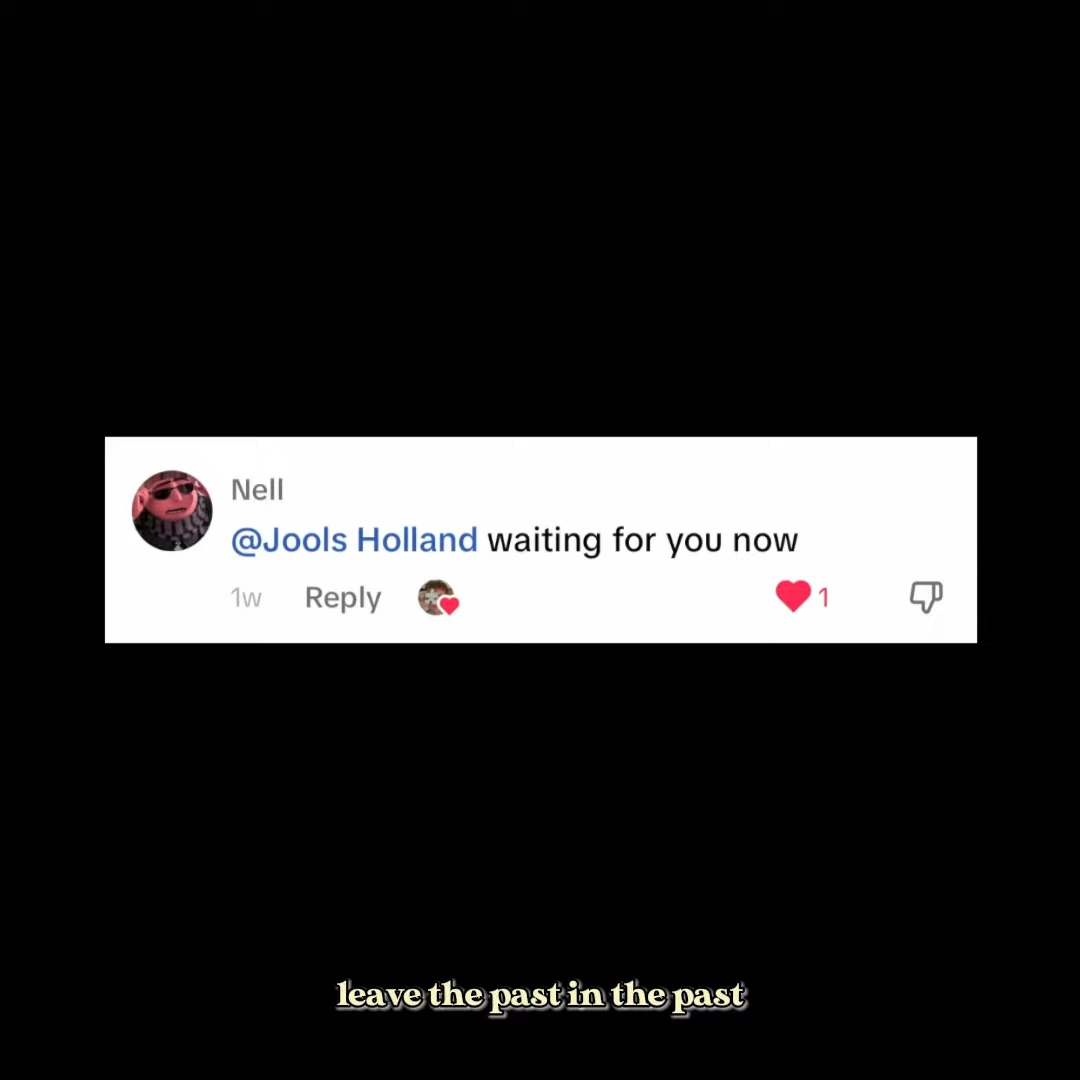 Nell
@Jools Holland waiting for you now
1w Reply 1
leave the past in the past